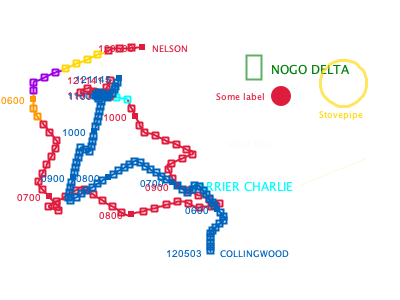 NELSON
NOGO DELTA
Some label
Stovepipe
0600
1000
1000
0900
0800
0700
0900
0700
RRIER CHARLIE
0800
0600
120503
COLLINGWOOD